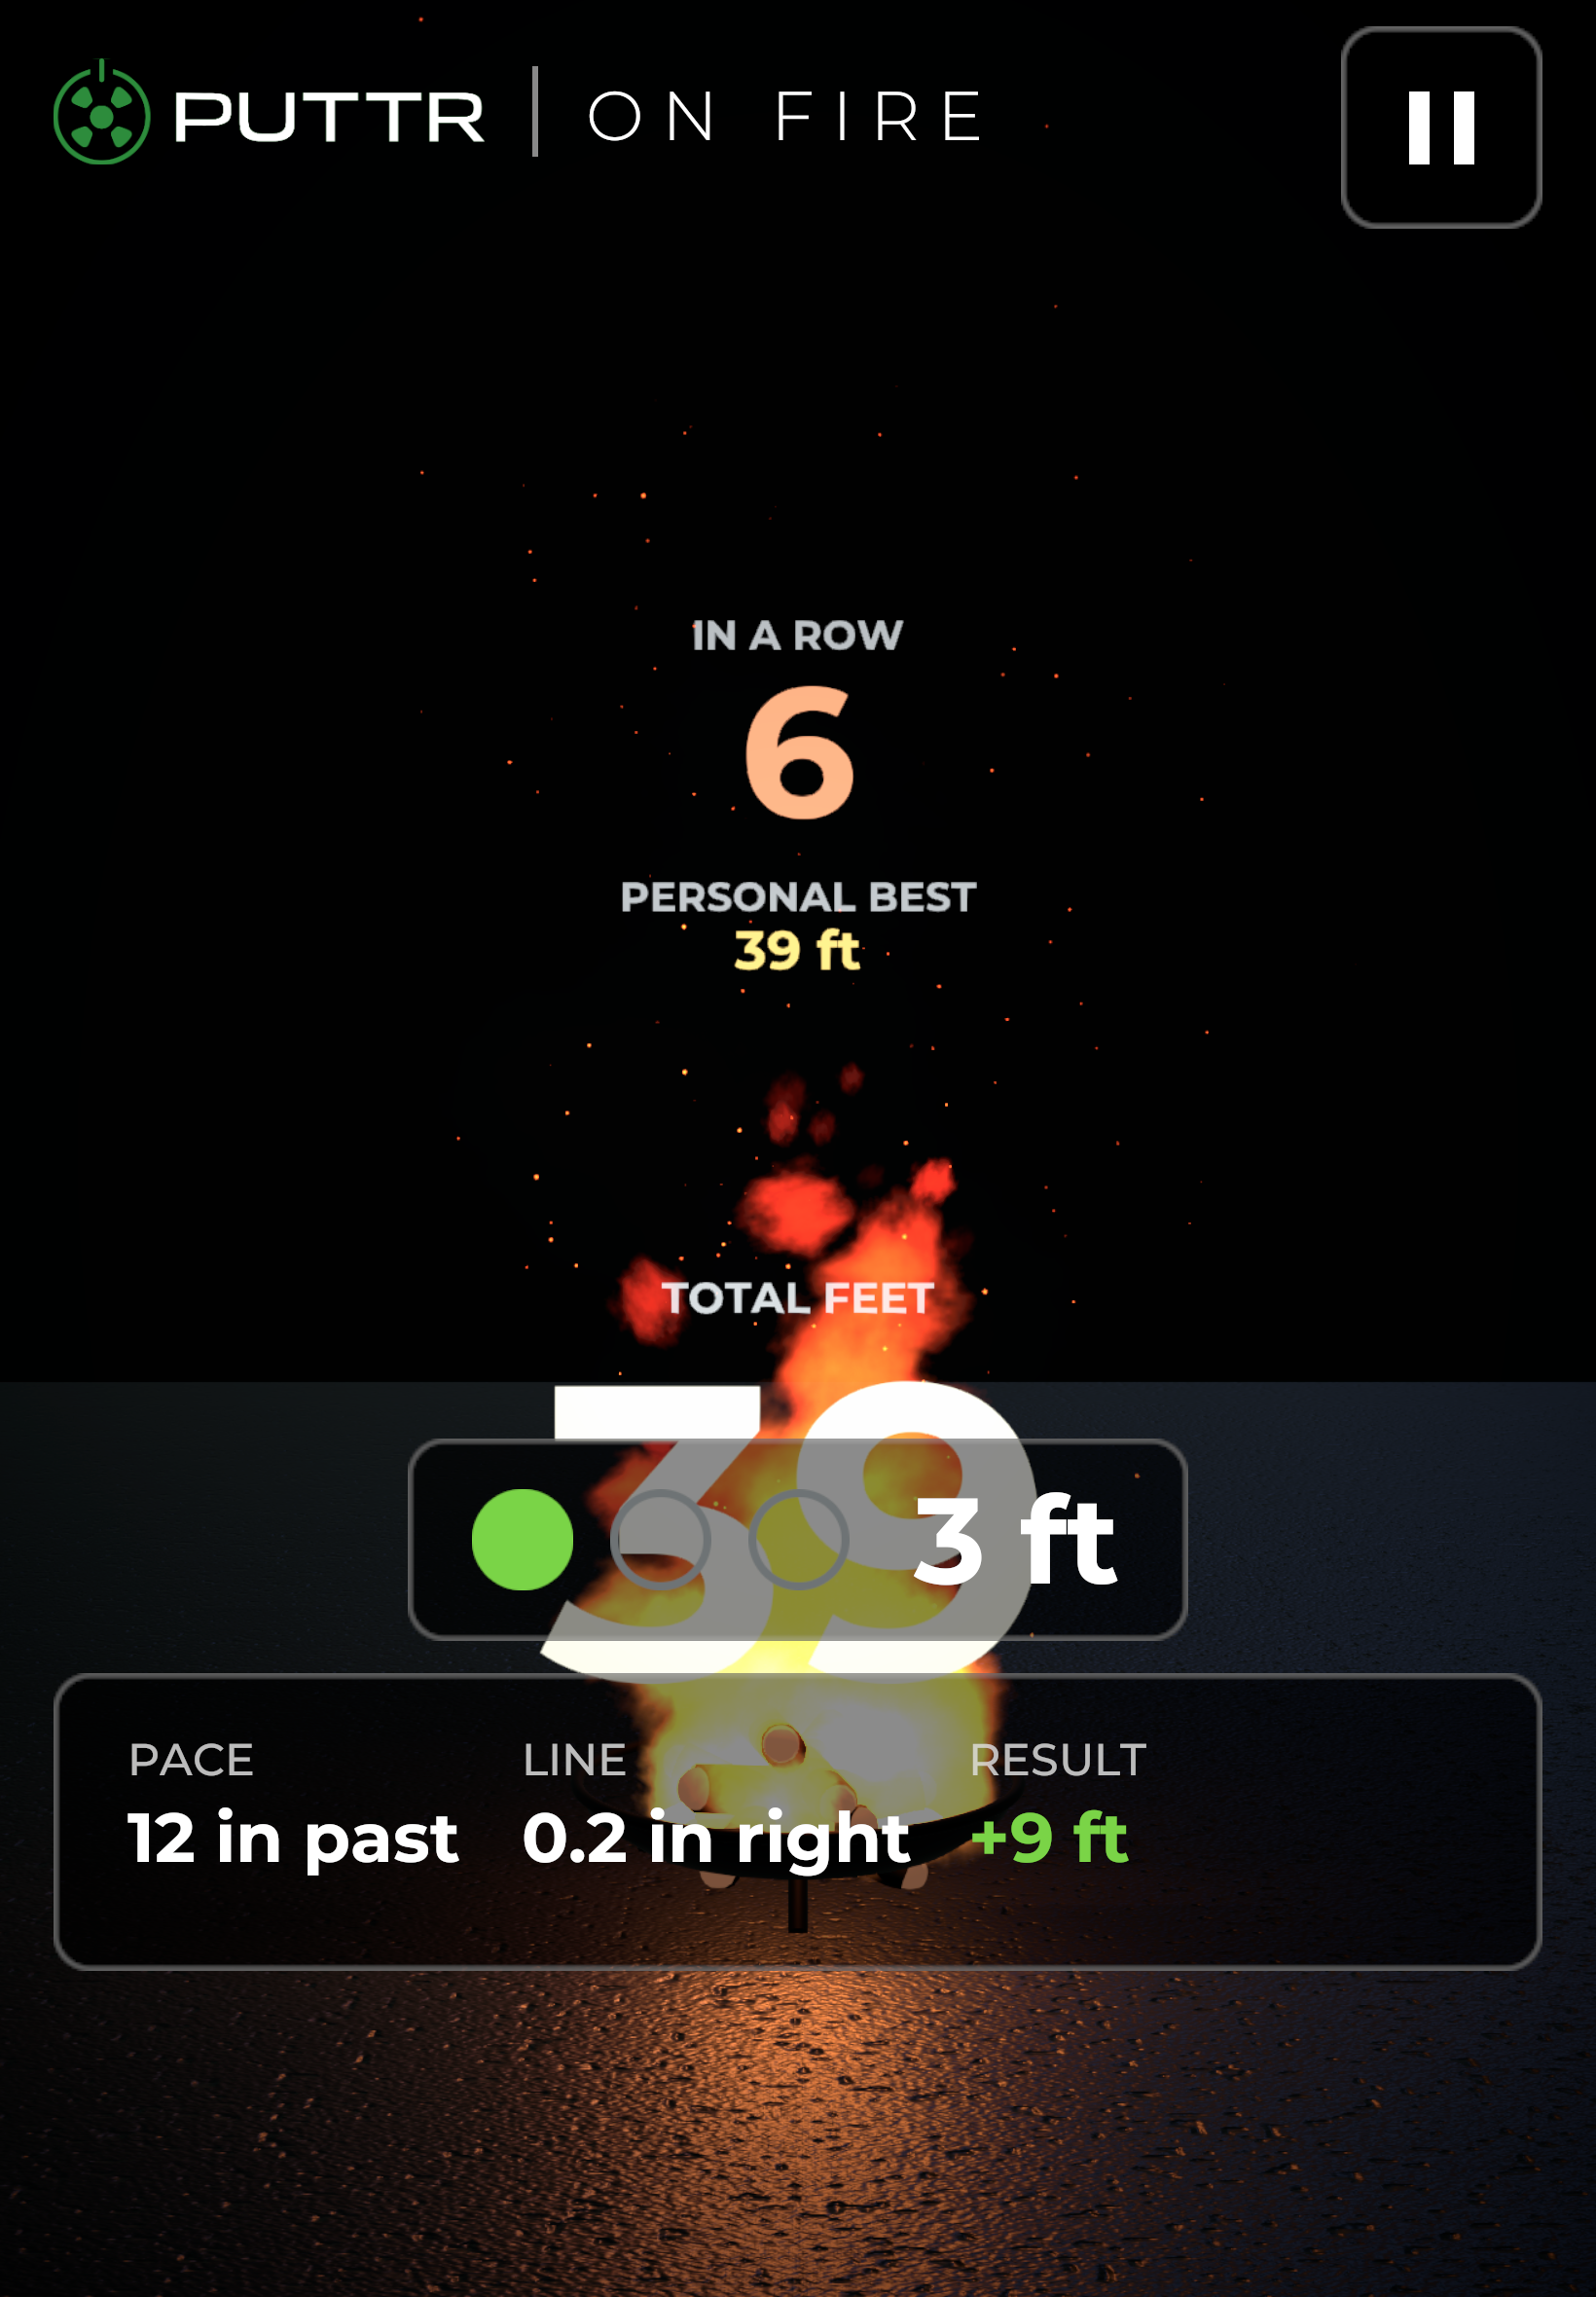 PUTTR | ON FIRE
IN A ROW
6
PERSONAL BEST
39 ft
TOTAL FEET
39
3 ft
PACE LINE RESULT
12 in past 0.2 in right +9 ft